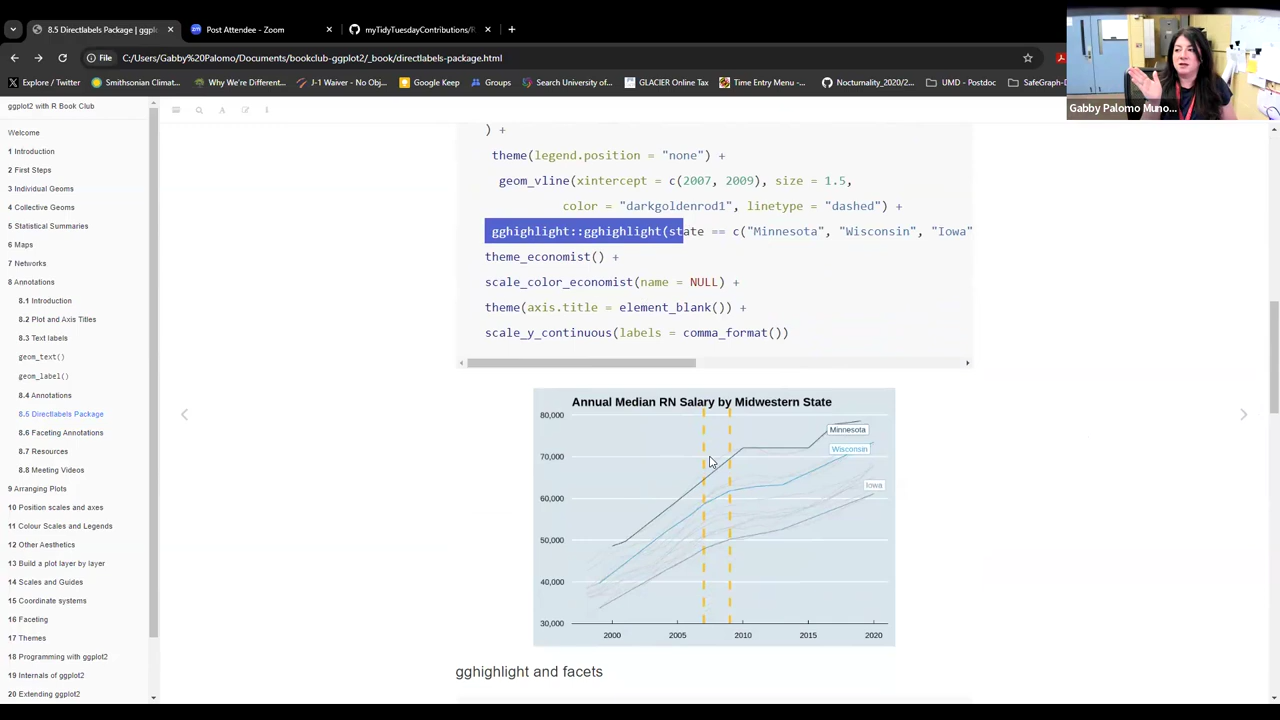 8.5 Directlabels Package | ggpl
Post Attendee - Zoom
myTidyTuesdayContributions/R
File
C:/Users/Gabby%20Palomo/Documents/bookclub-ggplot2/_book/directlabels-package.html
Explore / Twitter
Smithsonian Climat...
Why We're Different...
J-1 Waiver - No Obj...
Google Keep
Groups
Search University of...
GLACIER Online Tax
Time Entry Menu -...
Nocturnality_2020/2...
UMD - Postdoc
SafeGraph-D
Gabby Palomo Muno...
ggplot2 with R Book Club
Welcome
1 Introduction
2 First Steps
3 Individual Geoms
4 Collective Geoms
5 Statistical Summaries
6 Maps
7 Networks
8 Annotations
8.1 Introduction
8.2 Plot and Axis Titles
8.3 Text labels
geom_text()
geom_label()
8.4 Annotations
8.5 Directlabels Package
8.6 Faceting Annotations
8.7 Resources
8.8 Meeting Videos
9 Arranging Plots
10 Position scales and axes
11 Colour Scales and Legends
12 Other Aesthetics
13 Build a plot layer by layer
14 Scales and Guides
15 Coordinate systems
16 Faceting
17 Themes
18 Programming with ggplot2
19 Internals of ggplot2
20 Extending ggplot2
) +
theme(legend.position = "none") +
geom_vline(xintercept = c(2007, 2009), size = 1.5,
color = "darkgoldenrod1", linetype = "dashed") +
gghighlight::gghighlight(state == c("Minnesota", "Wisconsin", "Iowa"
theme_economist() +
scale_color_economist(name = NULL) +
theme(axis.title = element_blank()) +
scale_y_continuous(labels = comma_format())
Annual Median RN Salary by Midwestern State
80,000
70,000
60,000
50,000
40,000
30,000
Minnesota
Wisconsin
Iowa
2000
2005
2010
2015
2020
gghighlight and facets